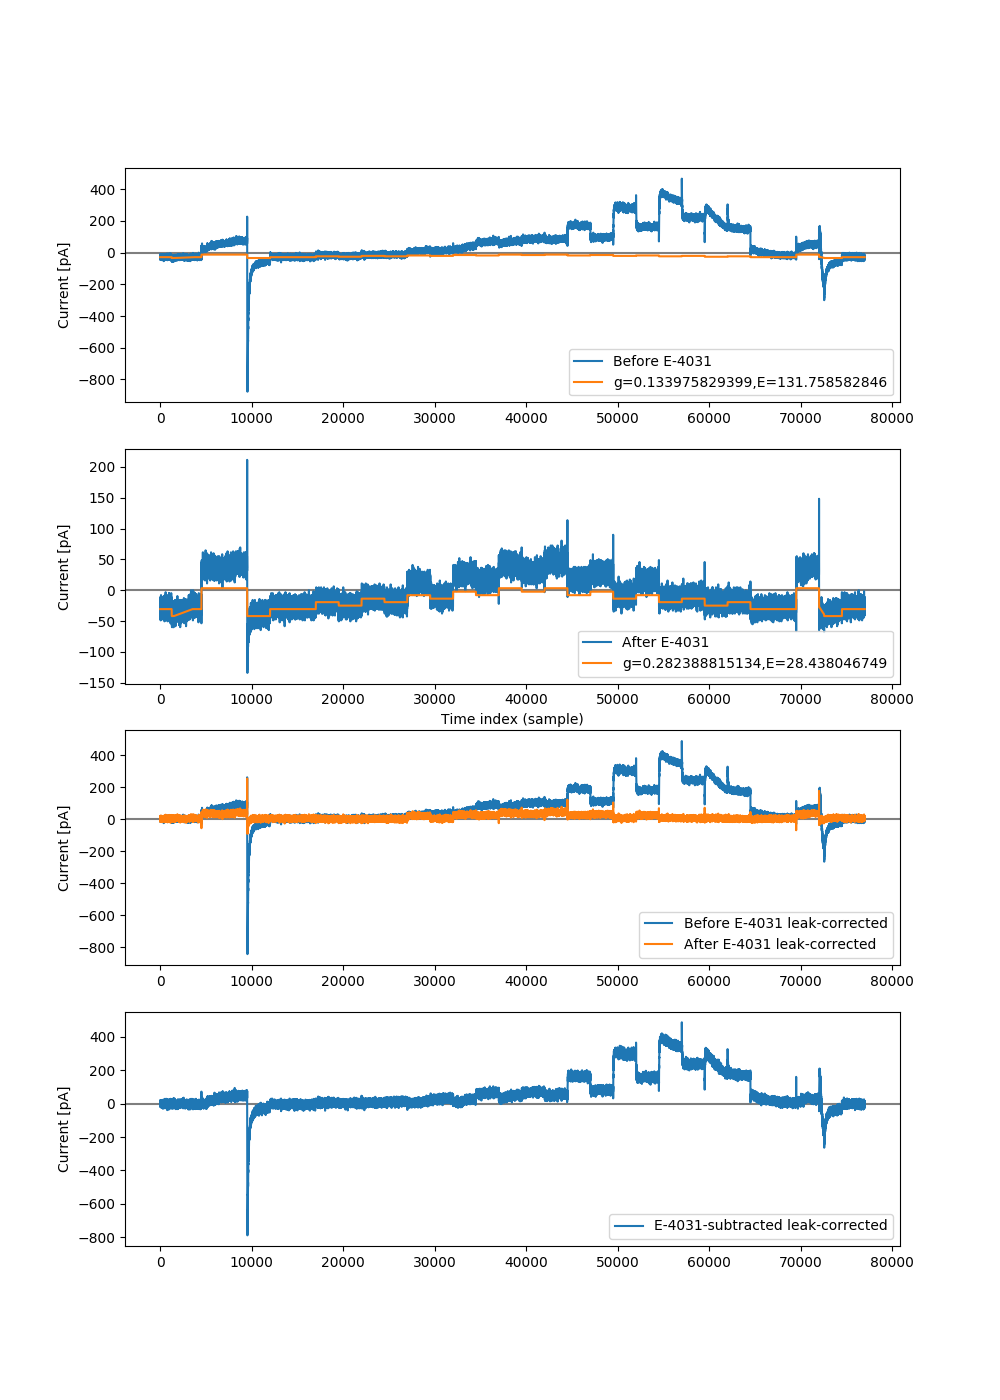 400
200
0
−200
−400
−600
−800
Current [pA]
Before E-4031
g=0.133975829399,E=131.758582846
0 10000 20000 30000 40000 50000 60000 70000 80000
200
150
100
50
0
−50
−100
−150
Current [pA]
After E-4031
g=0.282388815134,E=28.438046749
0 10000 20000 30000 40000 50000 60000 70000 80000
Time index (sample)
400
200
0
−200
−400
−600
−800
Current [pA]
Before E-4031 leak-corrected
After E-4031 leak-corrected
0 10000 20000 30000 40000 50000 60000 70000 80000
400
200
0
−200
−400
−600
−800
Current [pA]
E-4031-subtracted leak-corrected
0 10000 20000 30000 40000 50000 60000 70000 80000